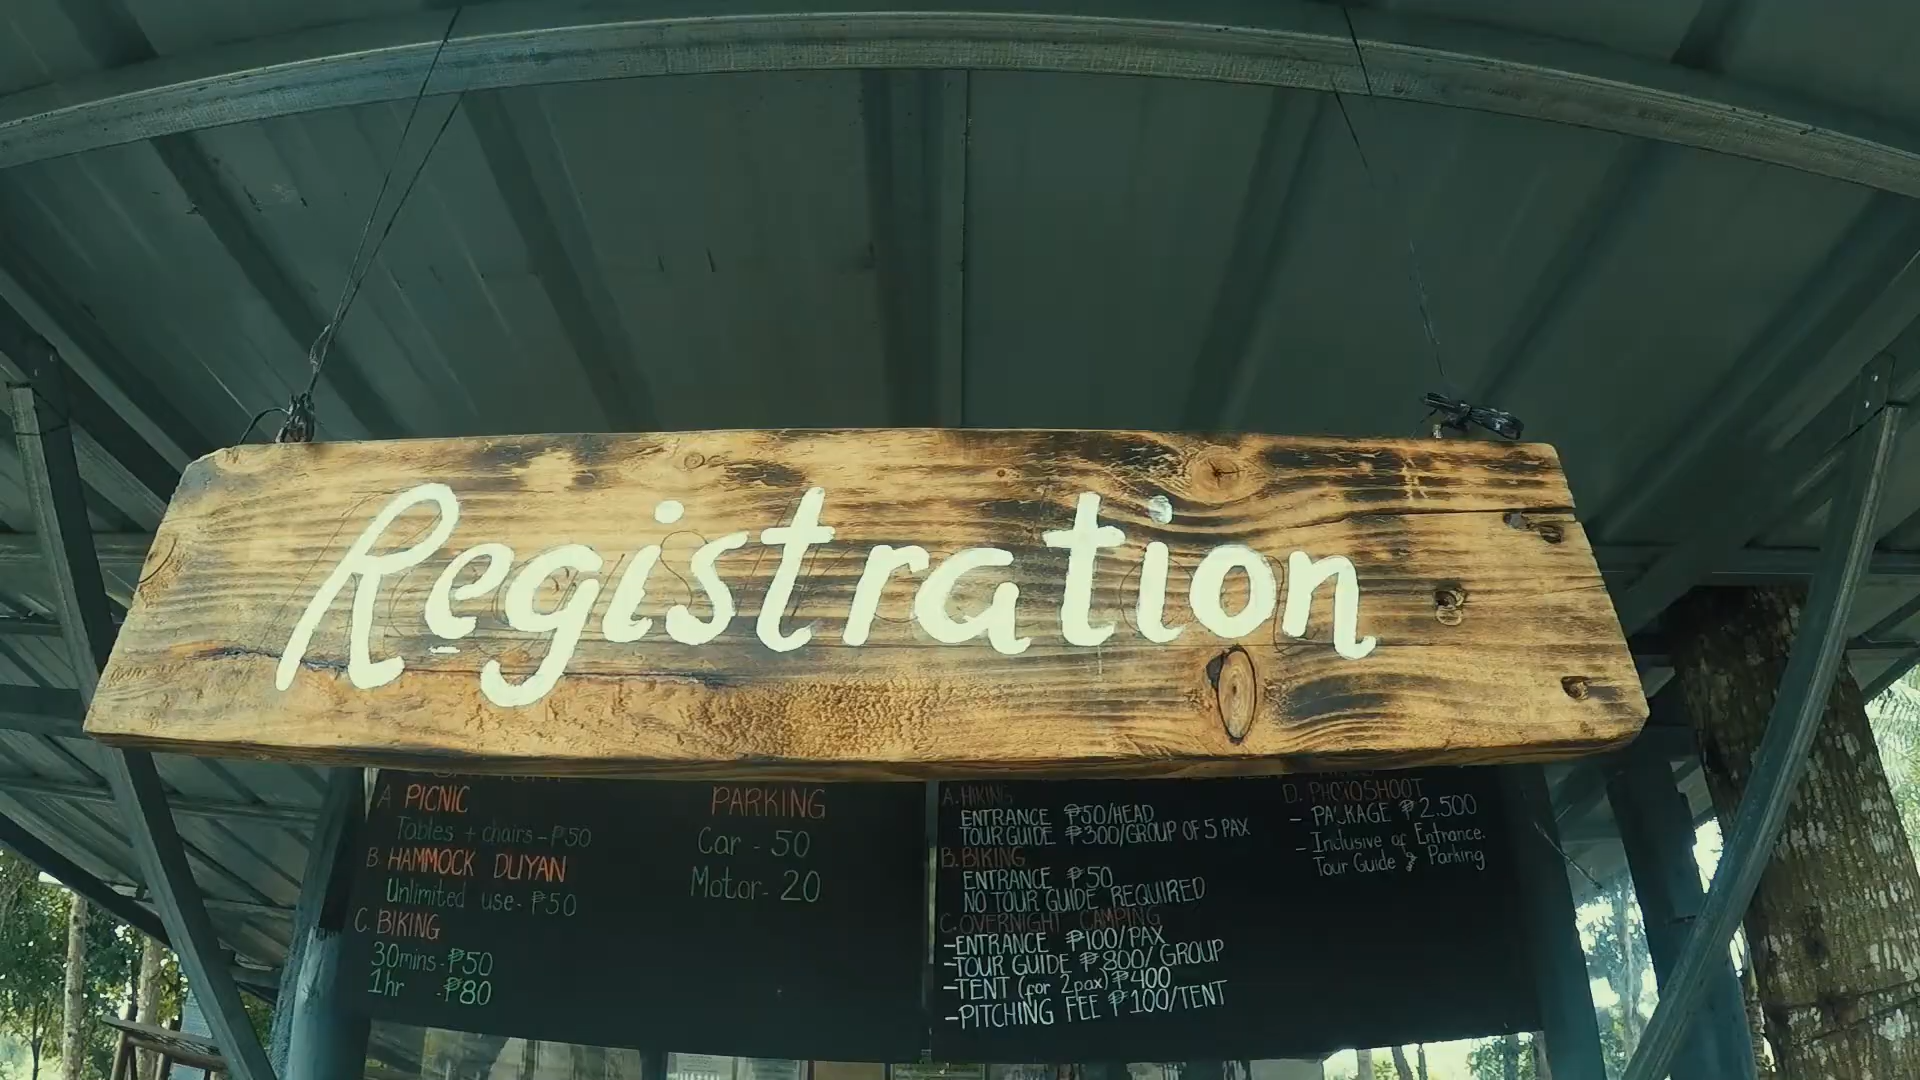 Registration
A. PICNIC
Tables + chairs - ₱50
B. HAMMOCK DUYAN
Unlimited use - ₱50
C. BIKING
30mins - ₱50
1hr - ₱80
PARKING
Car - 50
Motor - 20
A. HIKING
ENTRANCE ₱50/HEAD
TOUR GUIDE ₱300/GROUP OF 5 PAX
B. BIKING
ENTRANCE ₱50
NO TOUR GUIDE REQUIRED
C. OVERNIGHT CAMPING
-ENTRANCE ₱100/PAX
-TOUR GUIDE ₱800/GROUP
-TENT (for 2pax) ₱400
-PITCHING FEE ₱100/TENT
D. PHOTOSHOOT
- PACKAGE ₱2.500
- Inclusive of Entrance.
Tour Guide & Parking